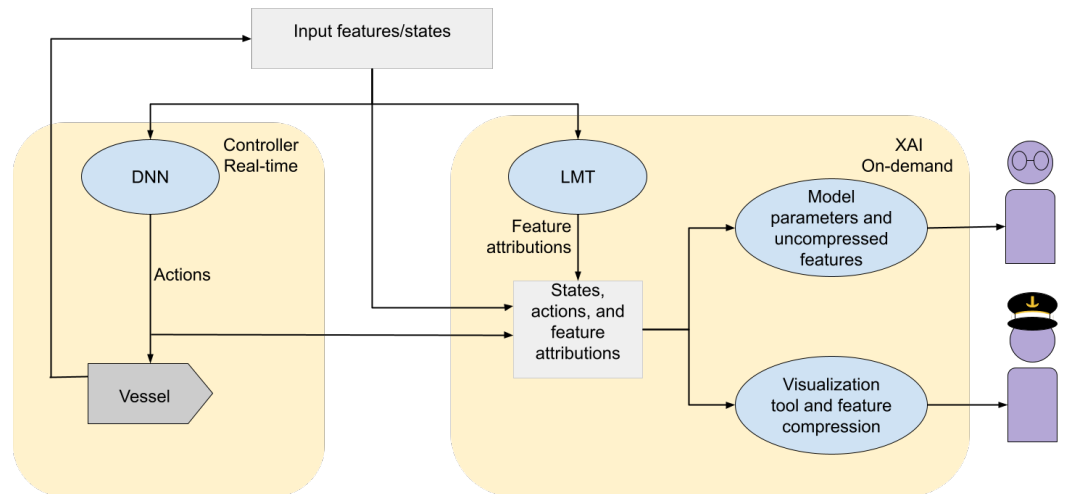 Input features/states
Controller
Real-time
DNN
Actions
Vessel
XAI
On-demand
LMT
Feature
attributions
States,
actions, and
feature
attributions
Model
parameters and
uncompressed
features
Visualization
tool and feature
compression